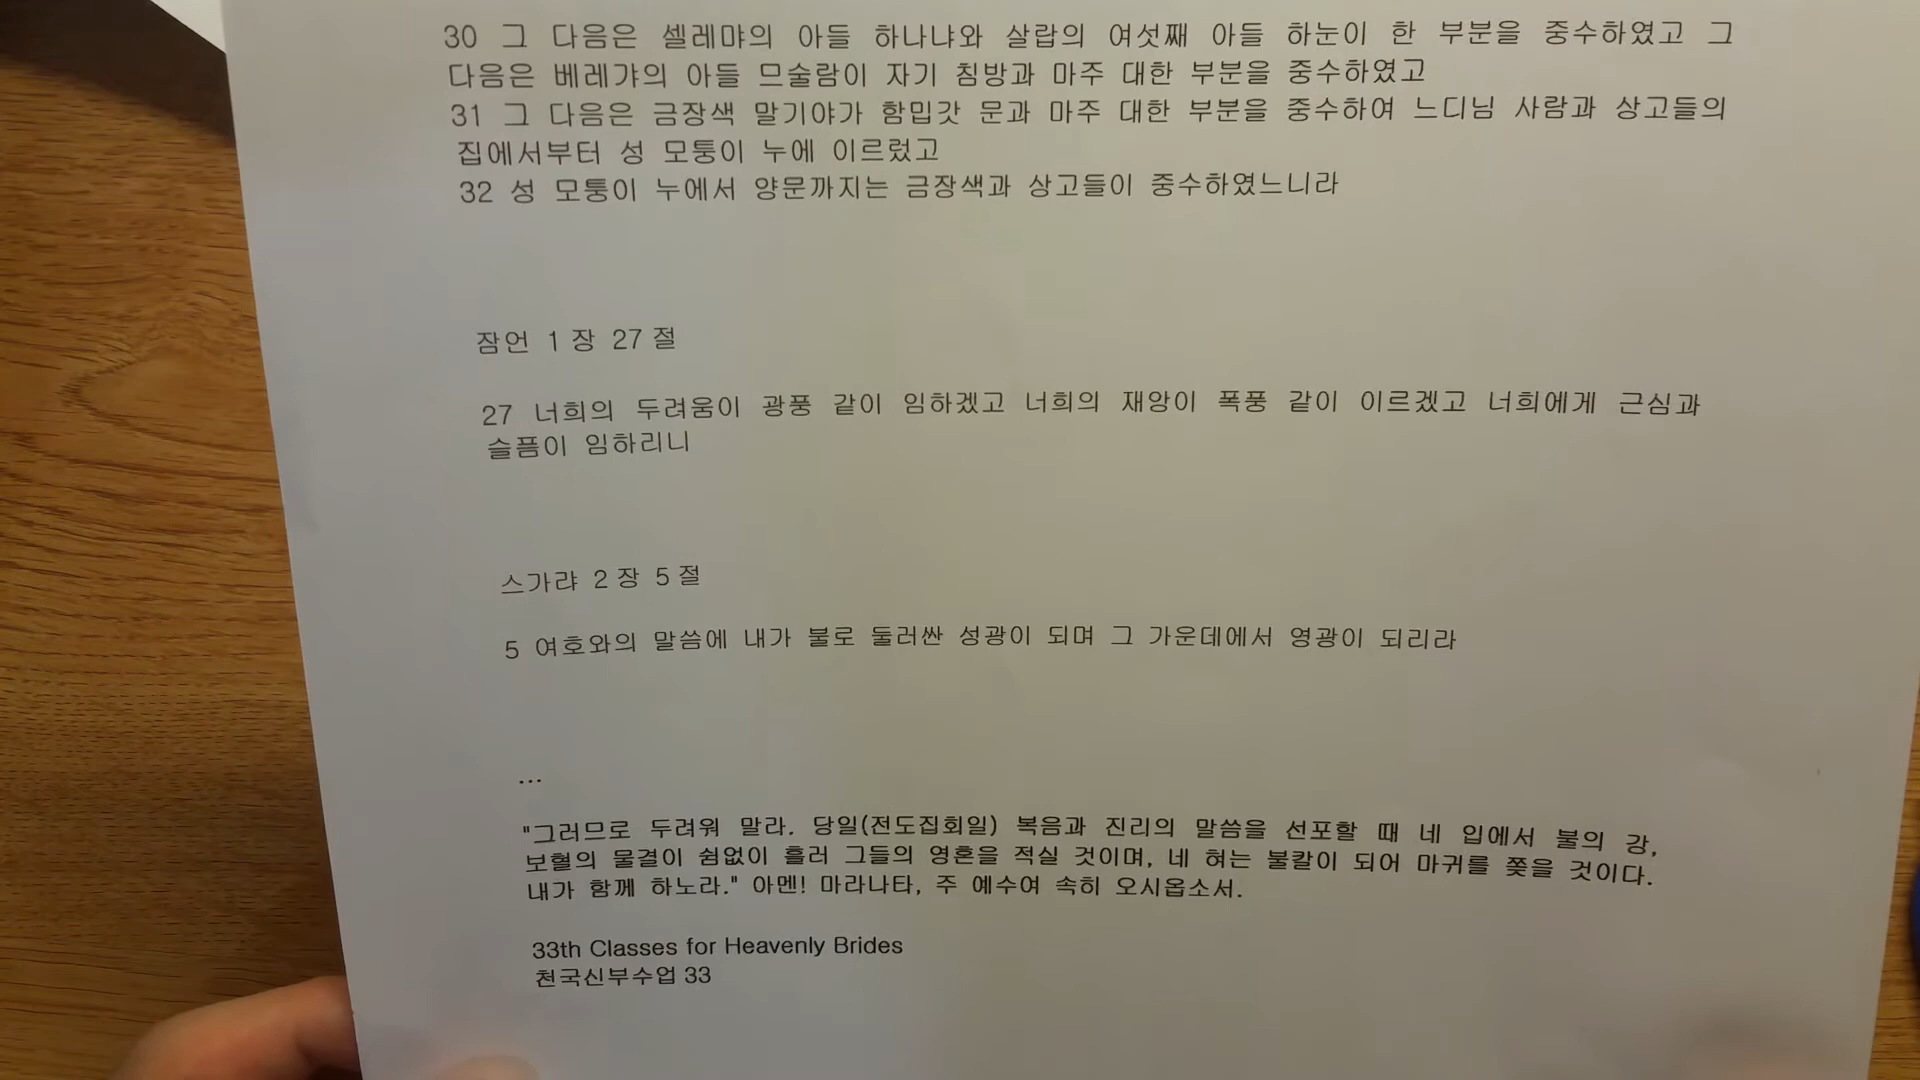 30 그 다음은 셀레먀의 아들 하나냐와 살랍의 여섯째 아들 하눈이 한 부분을 중수하였고 그
다음은 베레갸의 아들 므술람이 자기 침방과 마주 대한 부분을 중수하였고
31 그 다음은 금장색 말기야가 함밉갓 문과 마주 대한 부분을 중수하여 느디님 사람과 상고들의
집에서부터 성 모퉁이 누에 이르렀고
32 성 모퉁이 누에서 양문까지는 금장색과 상고들이 중수하였느니라
잠언 1장 27절
27 너희의 두려움이 광풍 같이 임하겠고 너희의 재앙이 폭풍 같이 이르겠고 너희에게 근심과
슬픔이 임하리니
스가랴 2장 5절
5 여호와의 말씀에 내가 불로 둘러싼 성광이 되며 그 가운데에서 영광이 되리라
...
"그러므로 두려워 말라. 당일(전도집회일) 복음과 진리의 말씀을 선포할 때 네 입에서 불의 강,
보혈의 물결이 쉼없이 흘러 그들의 영혼을 적실 것이며, 네 혀는 불칼이 되어 마귀를 쫓을 것이다.
내가 함께 하노라." 아멘! 마라나타, 주 예수여 속히 오시옵소서.
33th Classes for Heavenly Brides
천국신부수업 33